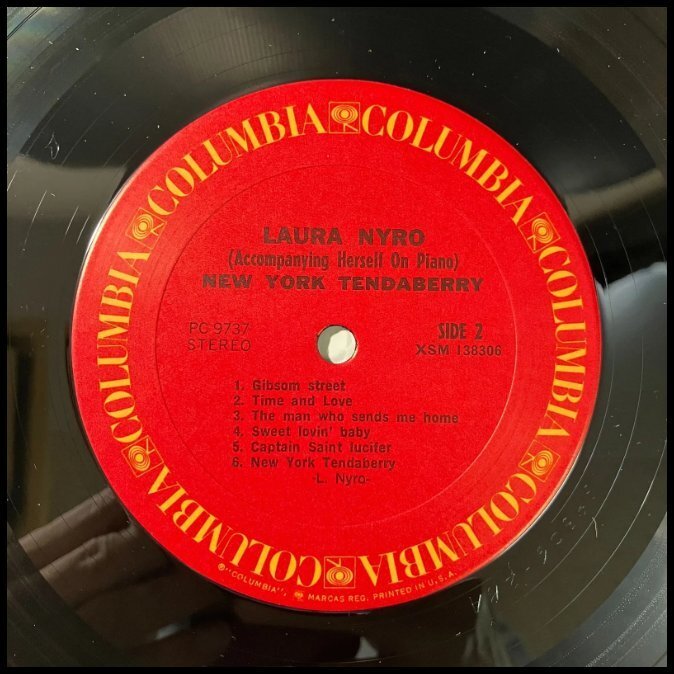 COLUMBIA COLUMBIA COLUMBIA COLUMBIA COLUMBIA COLUMBIA
LAURA NYRO
(Accompanying Herself On Piano)
NEW YORK TENDABERRY
PC 9737
STEREO
SIDE 2
XSM 138306
1. Gibsom street
2. Time and Love
3. The man who sends me home
4. Sweet lovin' baby
5. Captain Saint lucifer
6. New York Tendaberry
-L. Nyro-
®"COLUMBIA", MARCAS REG. PRINTED IN U.S.A.